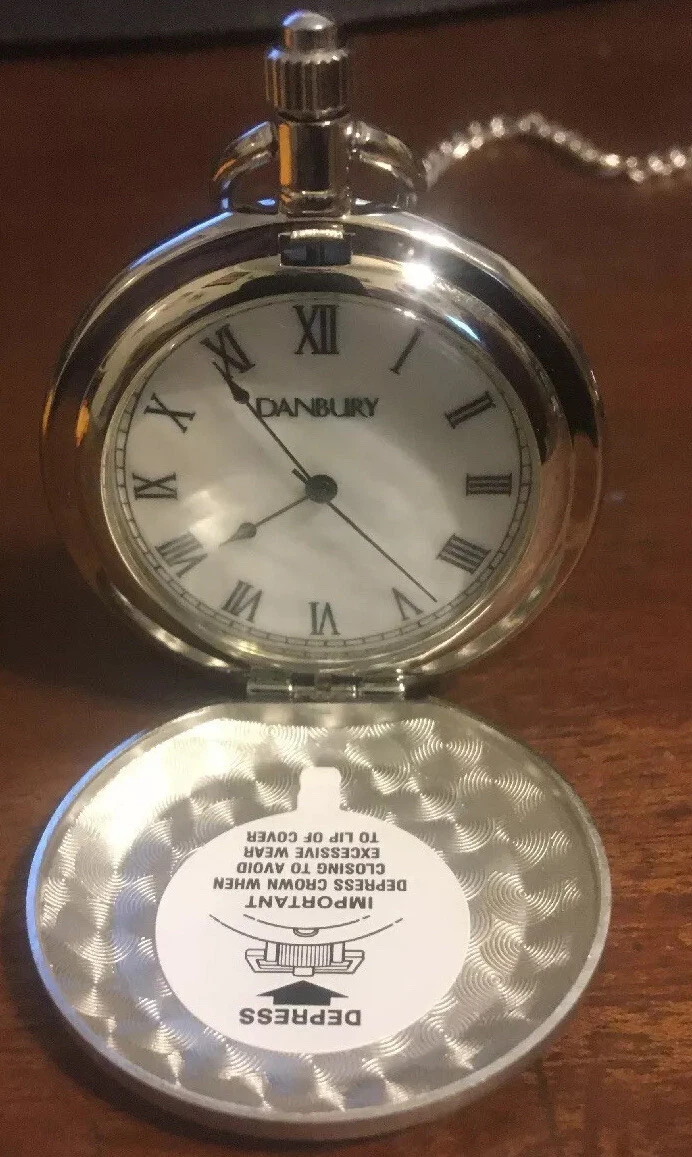 XII
I
II
III
IIII
V
VI
VII
VIII
IX
X
XI
DANBURY
DEPRESS
IMPORTANT
DEPRESS CROWN WHEN
CLOSING TO AVOID
EXCESSIVE WEAR
TO LIP OF COVER